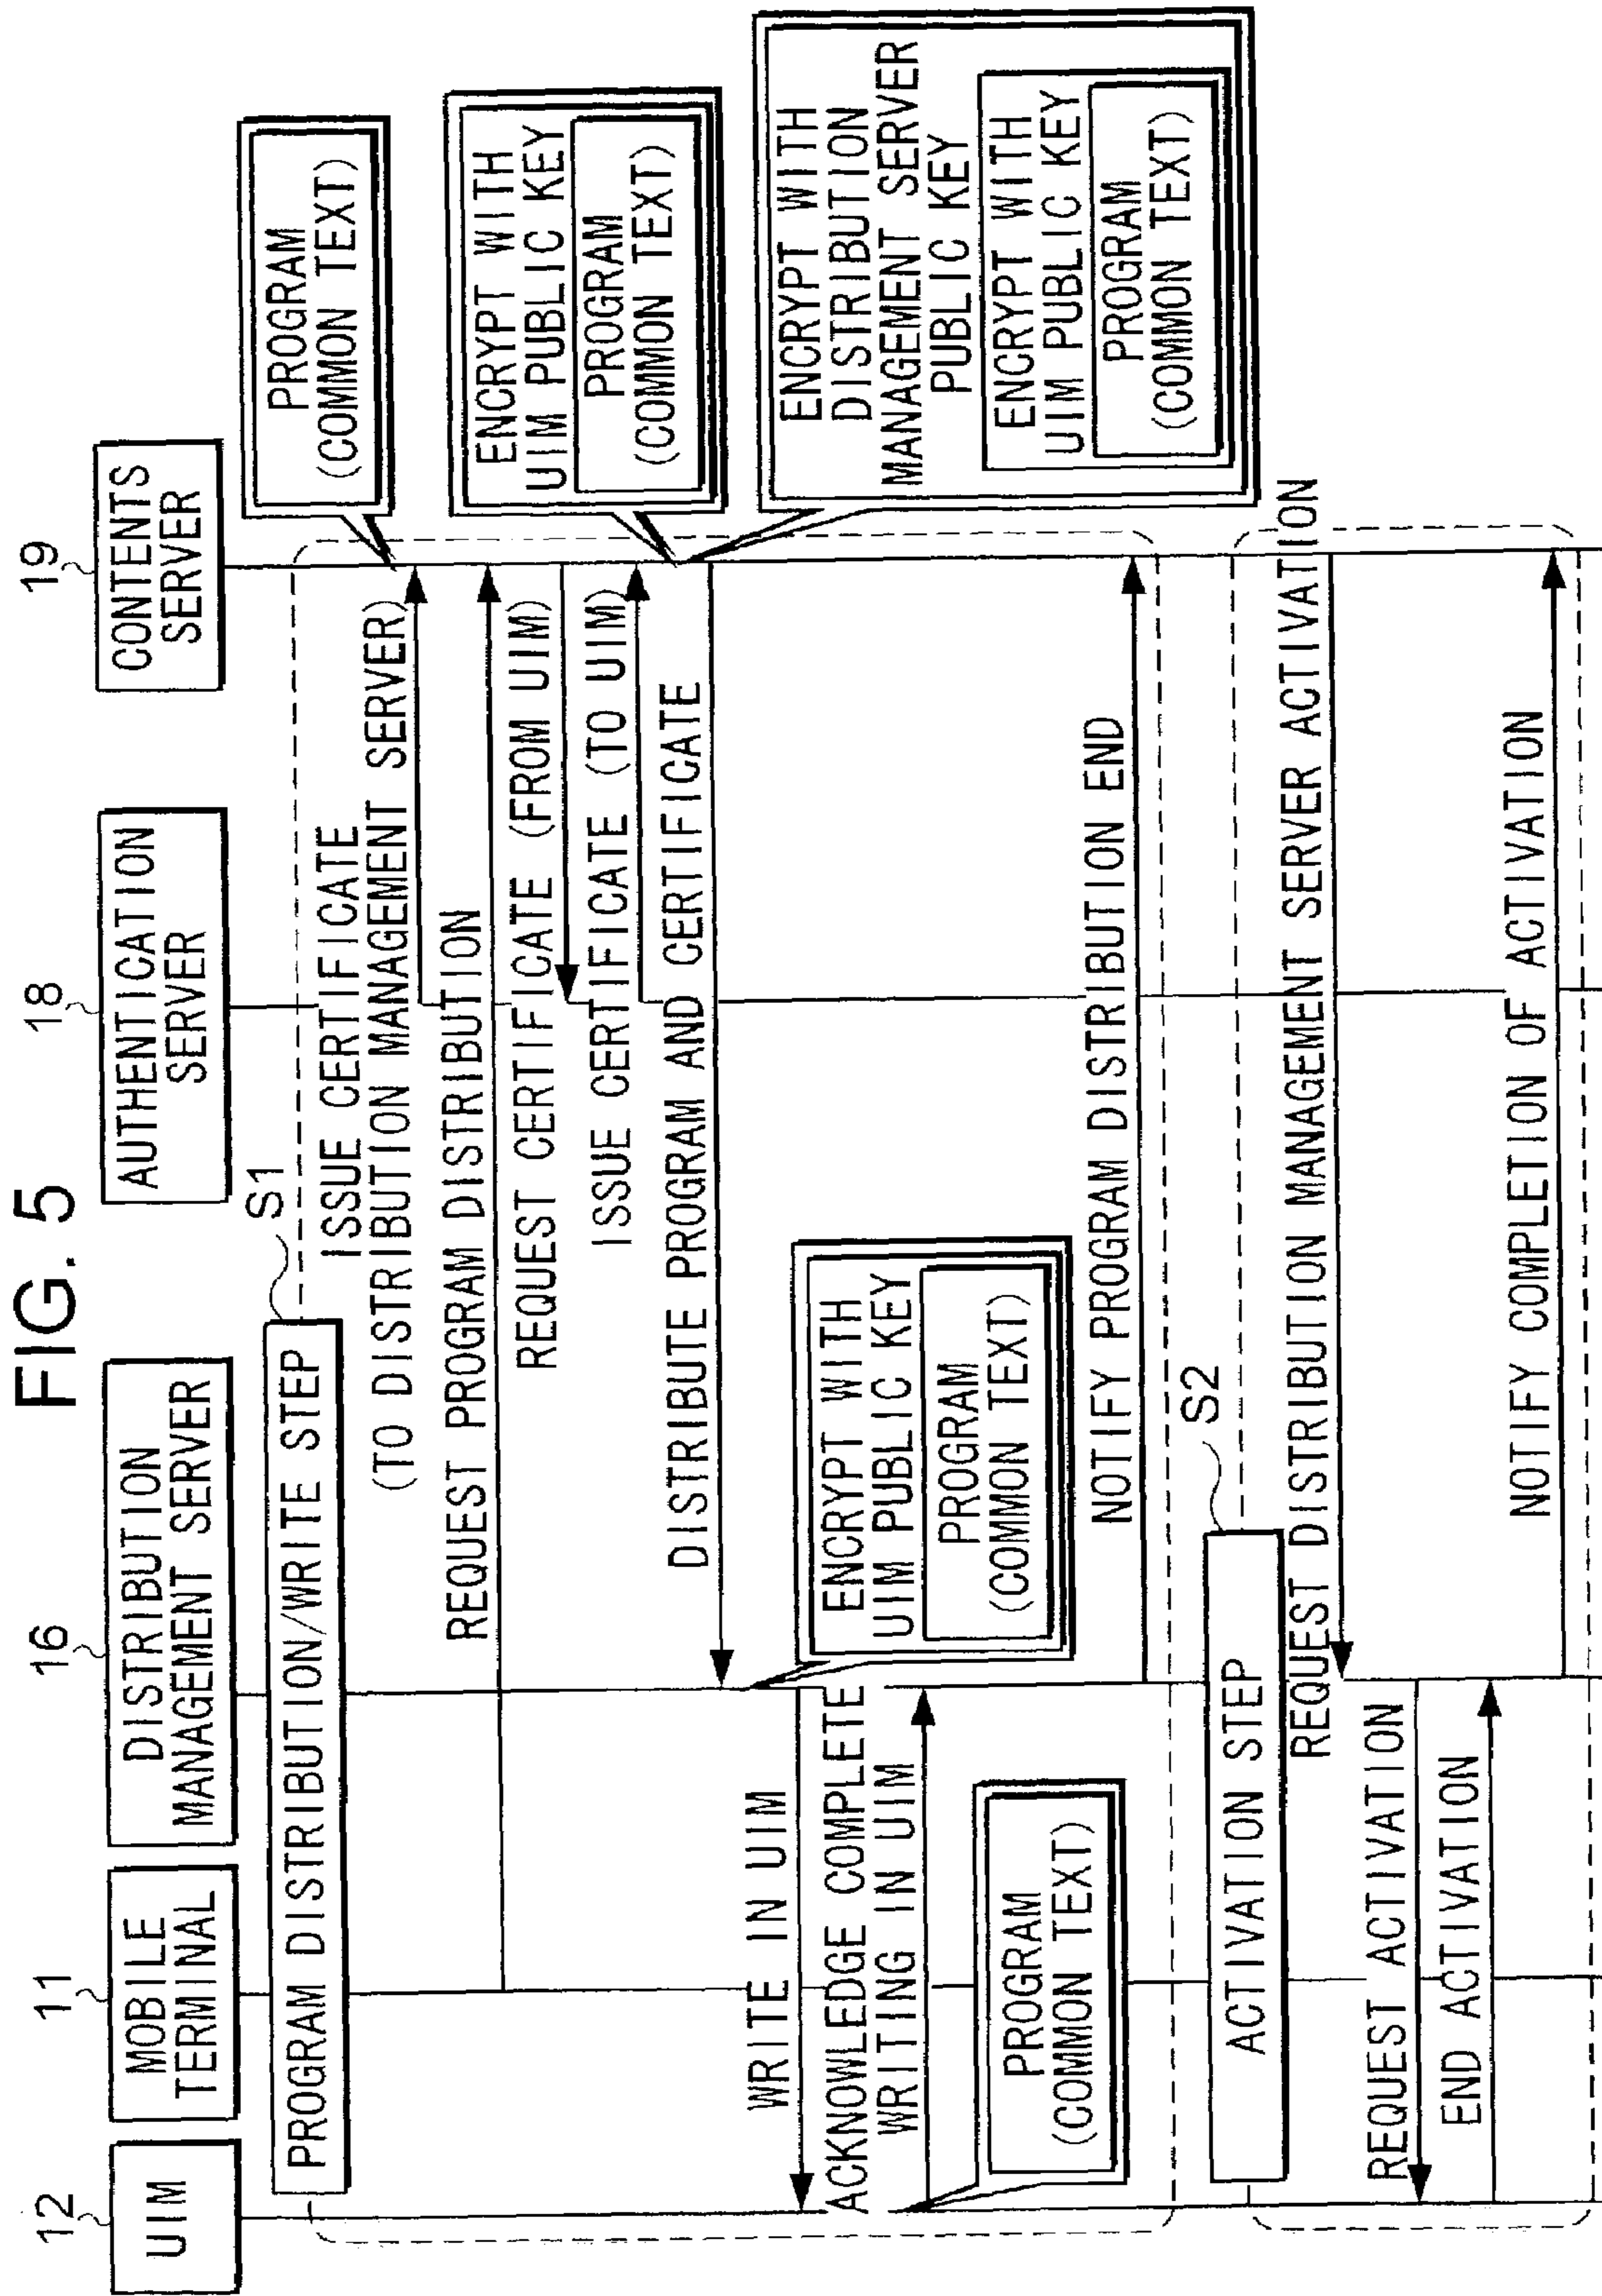 FIG. 5
12
UIM
11
MOBILE
TERMINAL
16
DISTRIBUTION
MANAGEMENT SERVER
18
AUTHENTICATION
SERVER
19
CONTENTS
SERVER
PROGRAM DISTRIBUTION/WRITE STEP
S1
PROGRAM
(COMMON TEXT)
ISSUE CERTIFICATE
(TO DISTRIBUTION MANAGEMENT SERVER)
REQUEST PROGRAM DISTRIBUTION
REQUEST CERTIFICATE (FROM UIM)
ISSUE CERTIFICATE (TO UIM)
ENCRYPT WITH
UIM PUBLIC KEY
PROGRAM
(COMMON TEXT)
DISTRIBUTE PROGRAM AND CERTIFICATE
ENCRYPT WITH
DISTRIBUTION
MANAGEMENT SERVER
PUBLIC KEY
ENCRYPT WITH
UIM PUBLIC KEY
PROGRAM
(COMMON TEXT)
WRITE IN UIM
ENCRYPT WITH
UIM PUBLIC KEY
PROGRAM
(COMMON TEXT)
ACKNOWLEDGE COMPLETE
WRITING IN UIM
PROGRAM
(COMMON TEXT)
NOTIFY PROGRAM DISTRIBUTION END
ACTIVATION STEP
S2
REQUEST DISTRIBUTION MANAGEMENT SERVER ACTIVATION
REQUEST ACTIVATION
END ACTIVATION
NOTIFY COMPLETION OF ACTIVATION